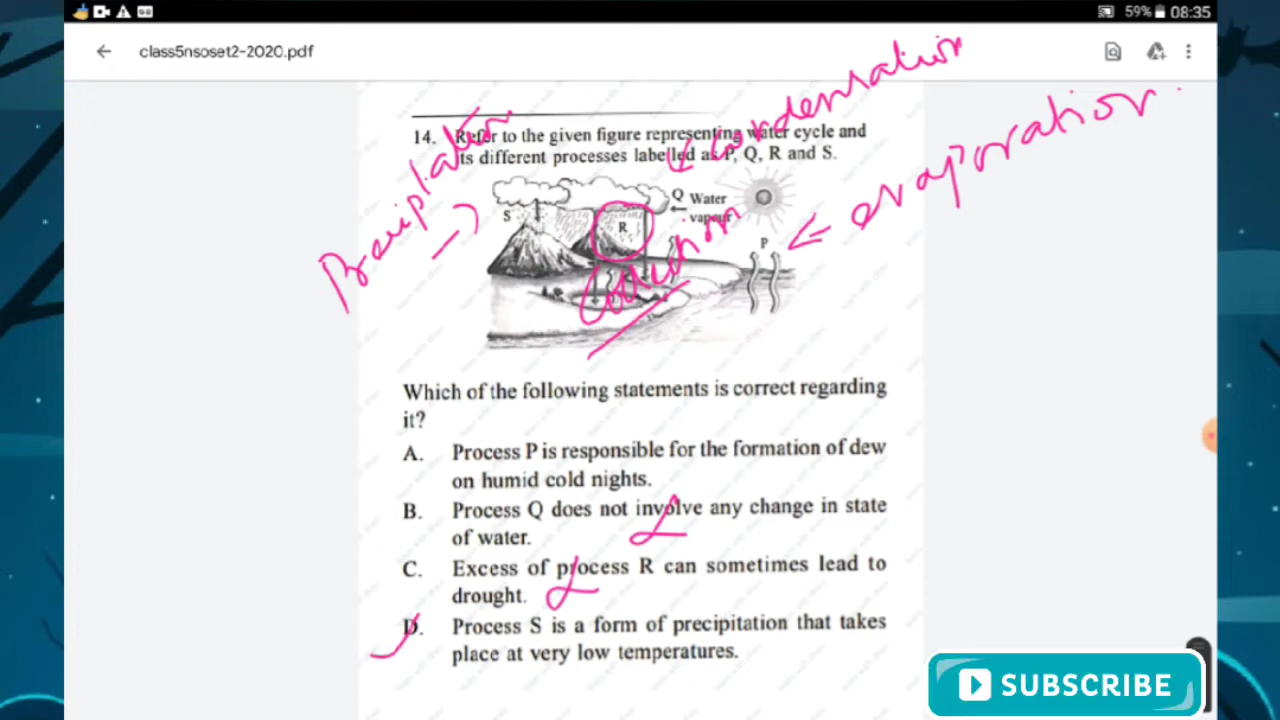 59% 08:35
class5nsoset2-2020.pdf
condensation
14. Refer to the given figure representing water cycle and
its different processes labelled as P, Q, R and S.
evaporation
Q Water
vapour
S
R
P
collection
Which of the following statements is correct regarding
it?
A. Process P is responsible for the formation of dew
on humid cold nights.
B. Process Q does not involve any change in state
of water.
C. Excess of process R can sometimes lead to
drought.
D. Process S is a form of precipitation that takes
place at very low temperatures.
SUBSCRIBE